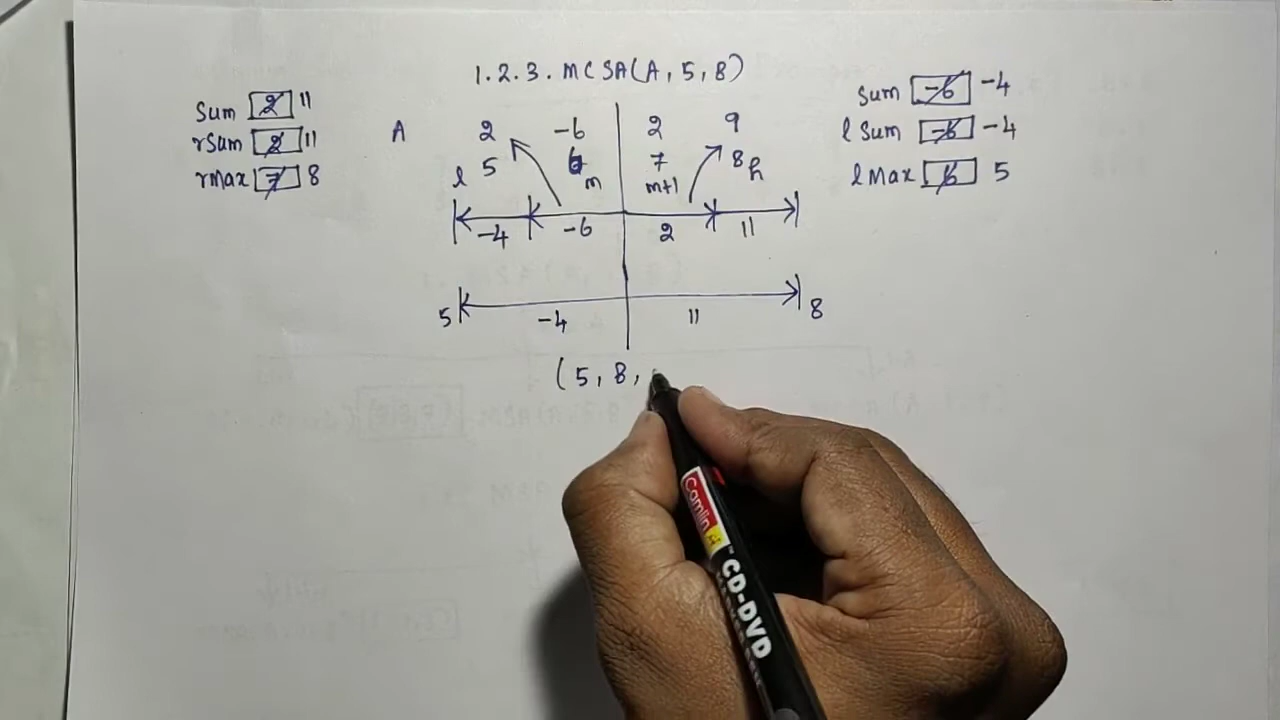 1.2.3. MCSA(A, 5, 8)
Sum 2 11
rSum 2 11
rmax 7 8
A 2 -6 2 9
l 5 6 m 7 m+1 8 h
-4 -6 2 11
5 -4 11 8
(5, 8,
Sum -6 -4
l Sum -6 -4
l Max 6 5
Camlin
CD-DVD